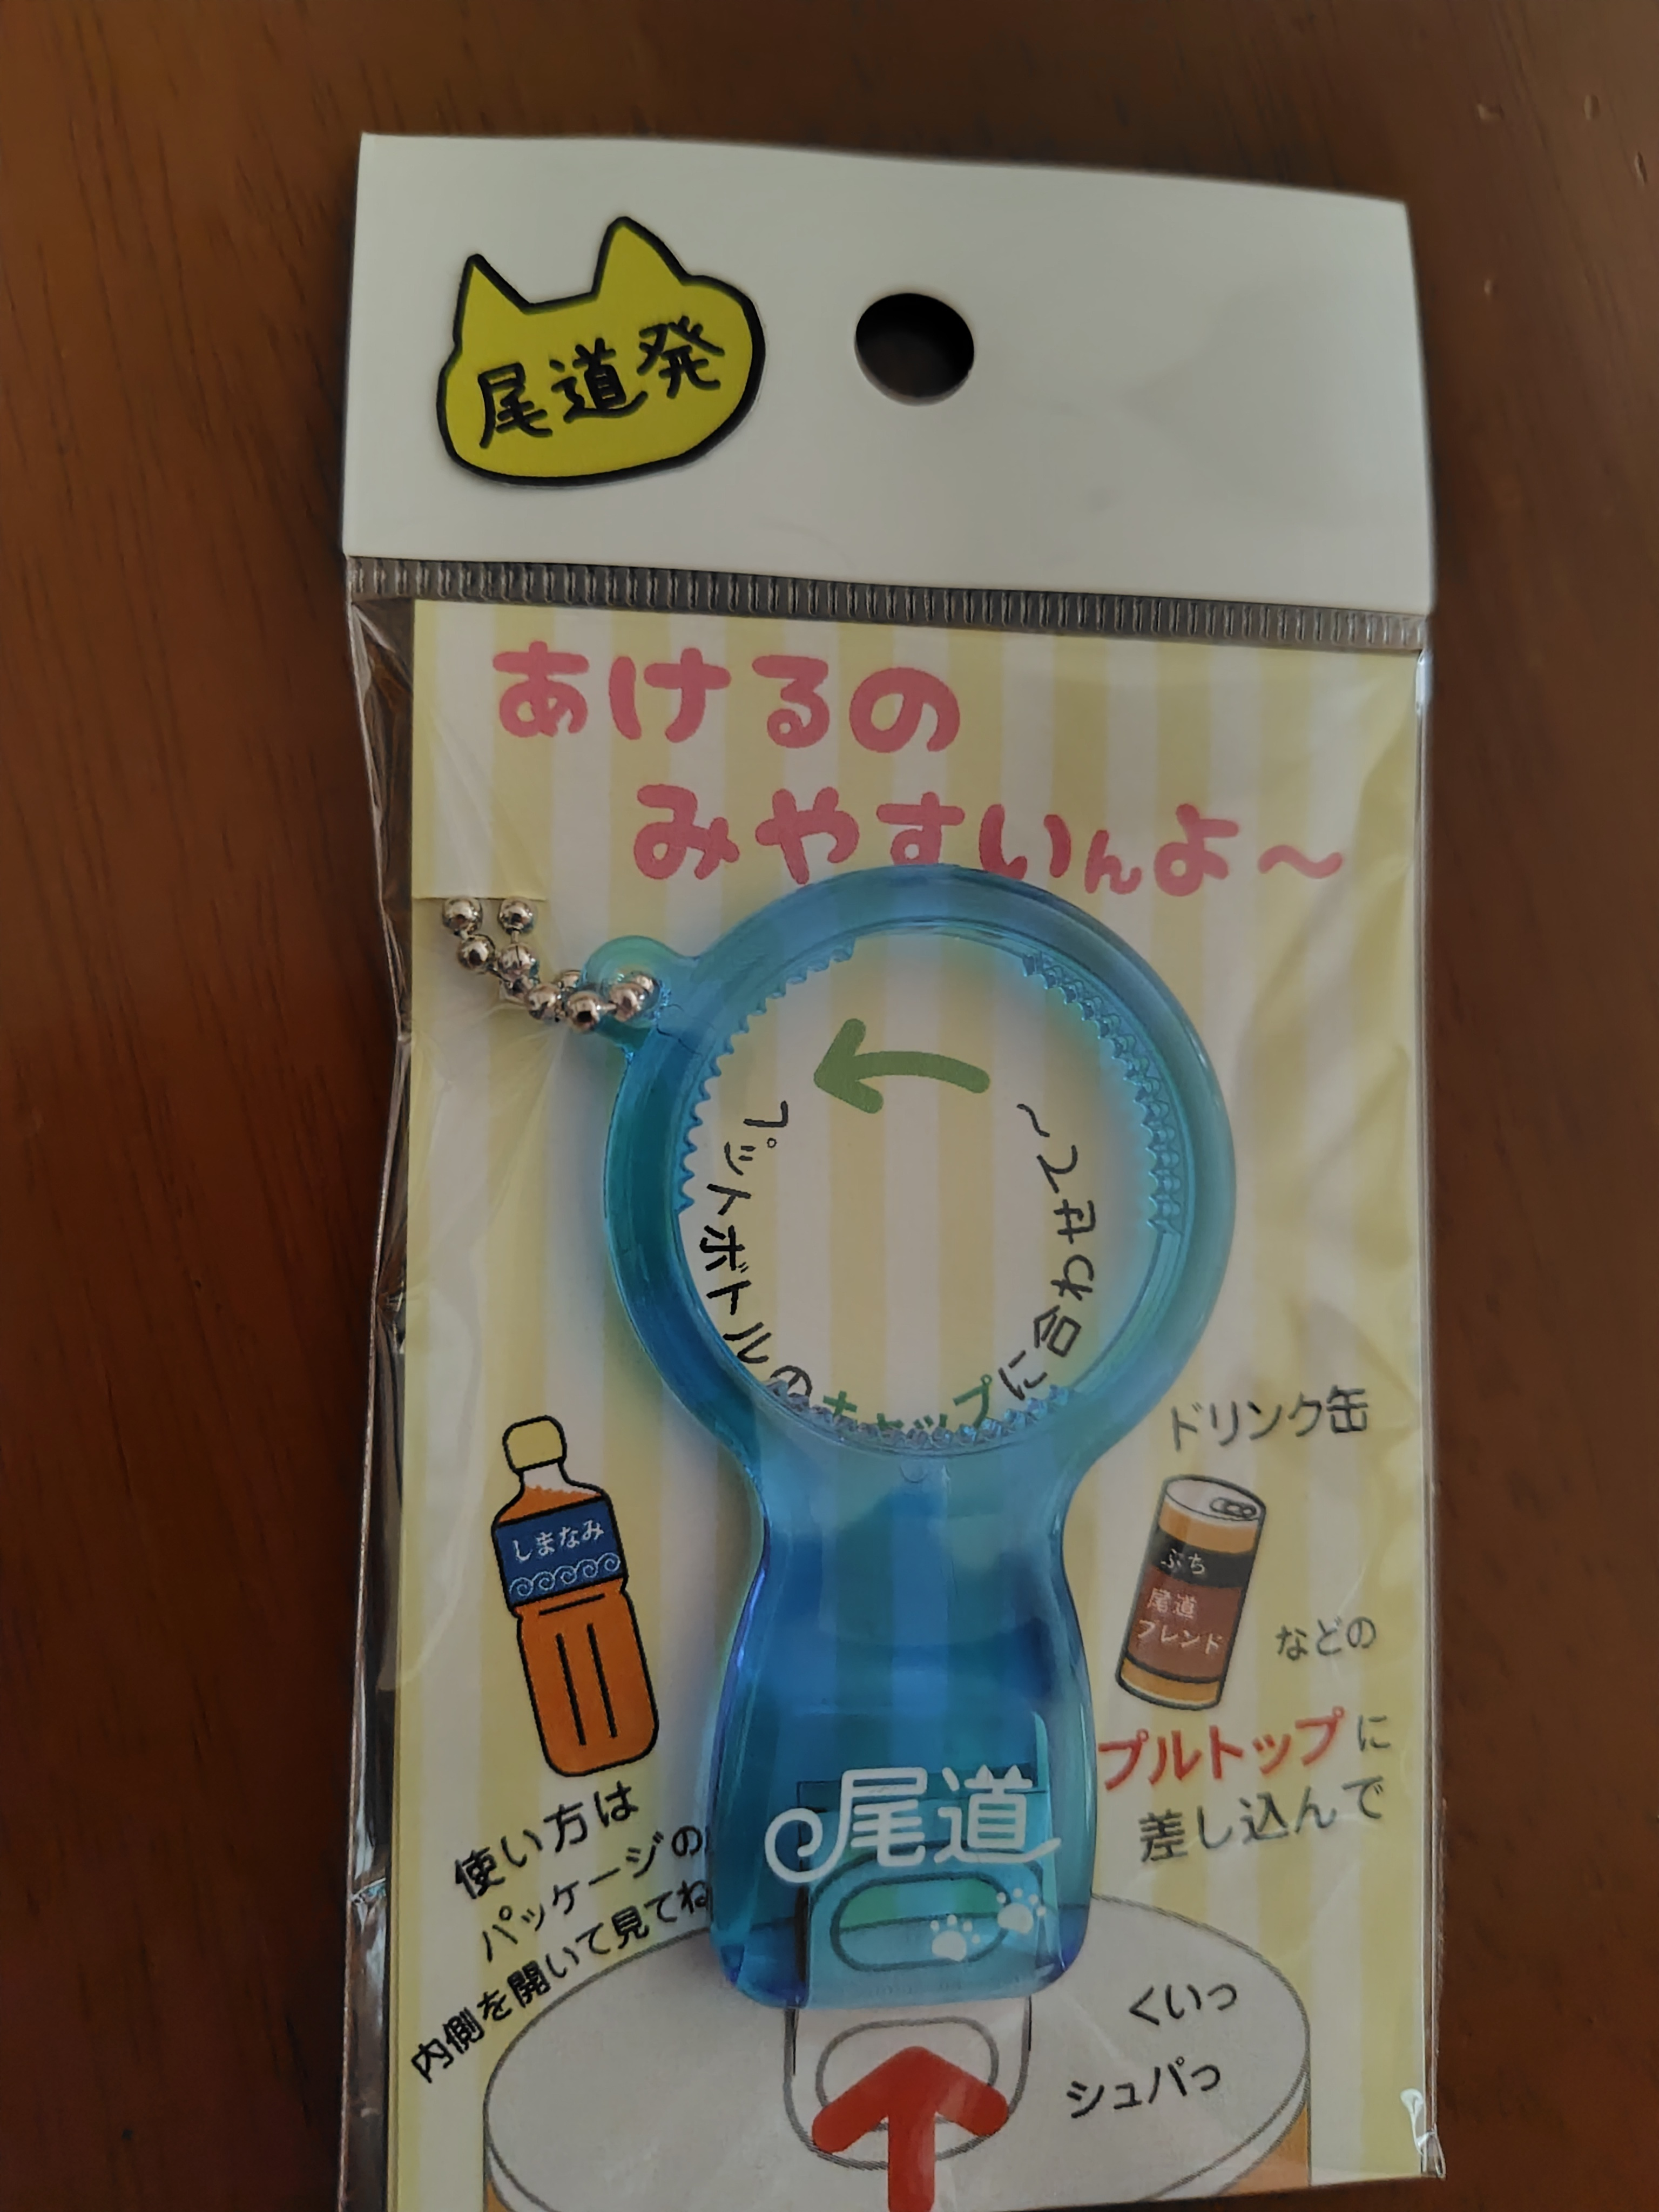 尾道発
あけるの
みやすいんよ～
プットボトルのキャップに合わせて～
ドリンク缶
しまなみ
ぶち
尾道
ブレンド
などの
プルトップに
差し込んで
使い方は
パッケージの
内側を開いて見てね
尾道
くいっ
シュパっ